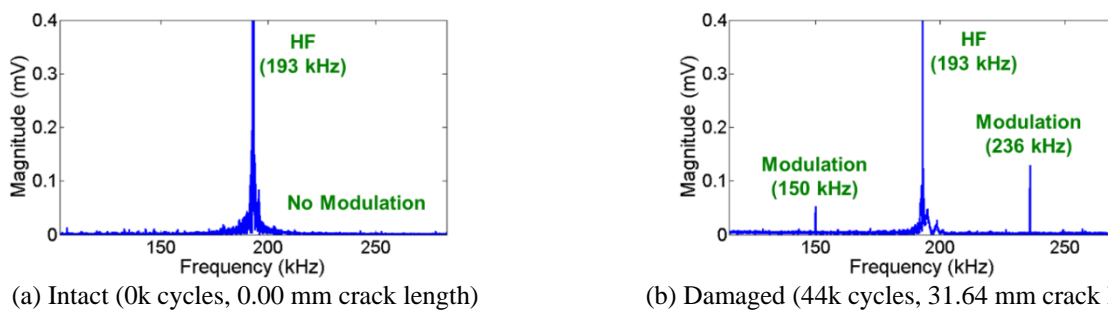 0.4
0.3
0.2
0.1
0
Magnitude (mV)
HF
(193 kHz)
No Modulation
150
200
250
Frequency (kHz)
(a) Intact (0k cycles, 0.00 mm crack length)
0.4
0.3
0.2
0.1
0
Magnitude (mV)
HF
(193 kHz)
Modulation
(236 kHz)
Modulation
(150 kHz)
150
200
250
Frequency (kHz)
(b) Damaged (44k cycles, 31.64 mm crack